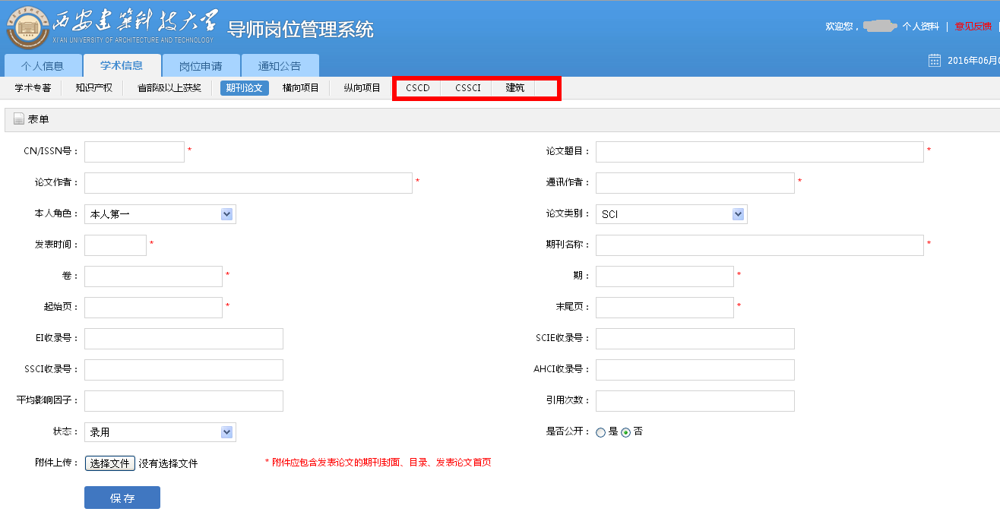 西安建筑科技大学
XI'AN UNIVERSITY OF ARCHITECTURE AND TECHNOLOGY
导师岗位管理系统
欢迎您， 个人资料 | 意见反馈
个人信息 学术信息 岗位申请 通知公告
2016年06月0
学术专著 知识产权 省部级以上获奖 期刊论文 横向项目 纵向项目 CSCD CSSCI 建筑
表单
CN/ISSN号： * 论文题目： *
论文作者： * 通讯作者： *
本人角色： 本人第一 论文类别： SCI
发表时间： * 期刊名称： *
卷： * 期： *
起始页： * 末尾页： *
EI收录号： SCIE收录号：
SSCI收录号： AHCI收录号：
平均影响因子： 引用次数：
状态： 录用 是否公开： 是 否
附件上传： 选择文件 没有选择文件 * 附件应包含发表论文的期刊封面、目录、发表论文首页
保存